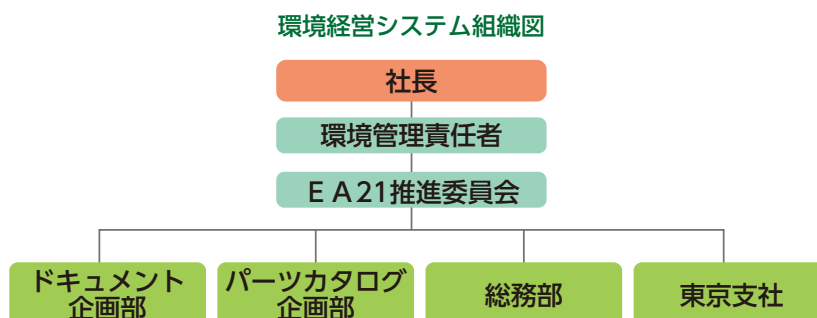 環境経営システム組織図
社長
環境管理責任者
ＥＡ21推進委員会
ドキュメント
企画部
パーツカタログ
企画部
総務部
東京支社